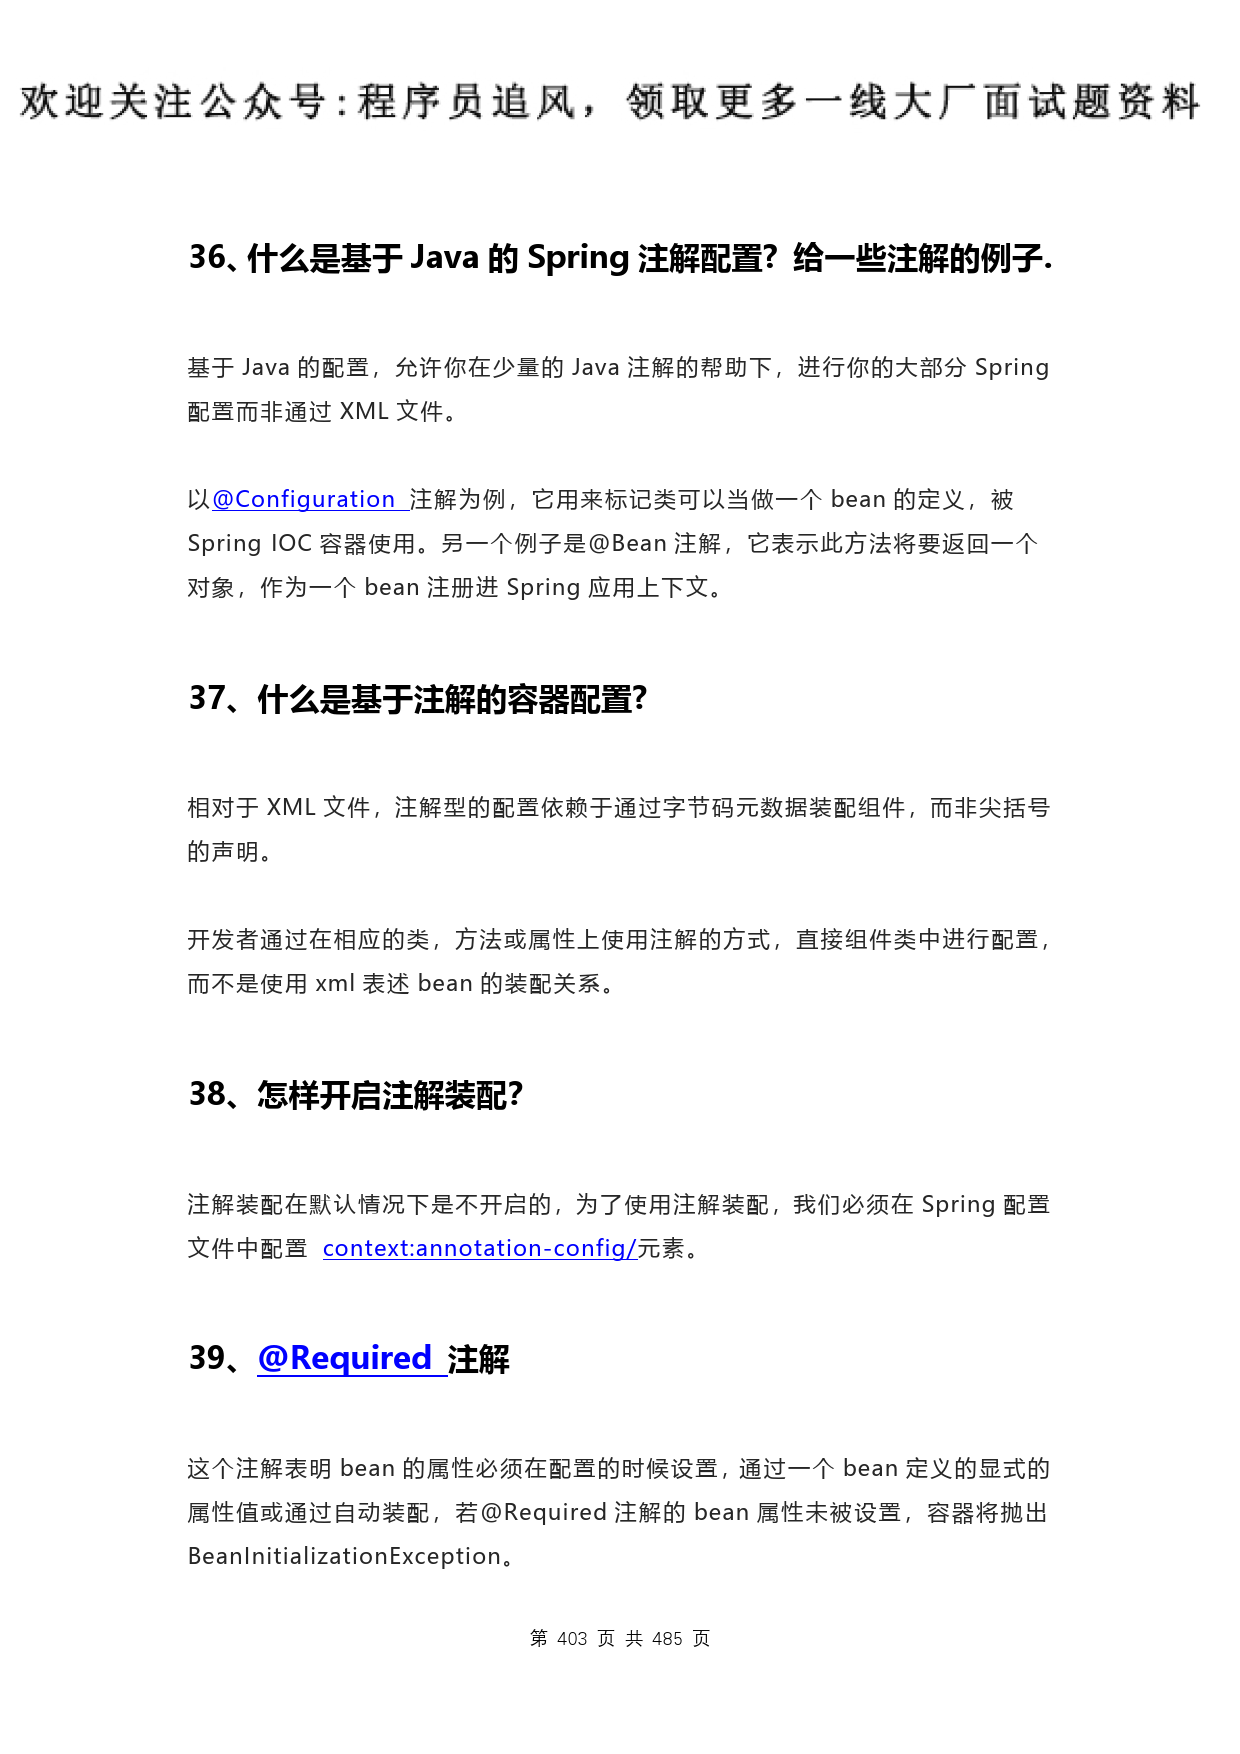 欢迎关注公众号:程序员追风，领取更多一线大厂面试题资料
36、什么是基于 Java 的 Spring 注解配置? 给一些注解的例子.
基于 Java 的配置，允许你在少量的 Java 注解的帮助下，进行你的大部分 Spring
配置而非通过 XML 文件。
以@Configuration 注解为例，它用来标记类可以当做一个 bean 的定义，被
Spring IOC 容器使用。另一个例子是@Bean 注解，它表示此方法将要返回一个
对象，作为一个 bean 注册进 Spring 应用上下文。
37、什么是基于注解的容器配置?
相对于 XML 文件，注解型的配置依赖于通过字节码元数据装配组件，而非尖括号
的声明。
开发者通过在相应的类，方法或属性上使用注解的方式，直接组件类中进行配置，
而不是使用 xml 表述 bean 的装配关系。
38、怎样开启注解装配？
注解装配在默认情况下是不开启的，为了使用注解装配，我们必须在 Spring 配置
文件中配置 context:annotation-config/元素。
39、@Required 注解
这个注解表明 bean 的属性必须在配置的时候设置，通过一个 bean 定义的显式的
属性值或通过自动装配，若@Required 注解的 bean 属性未被设置，容器将抛出
BeanInitializationException。
第 403 页 共 485 页